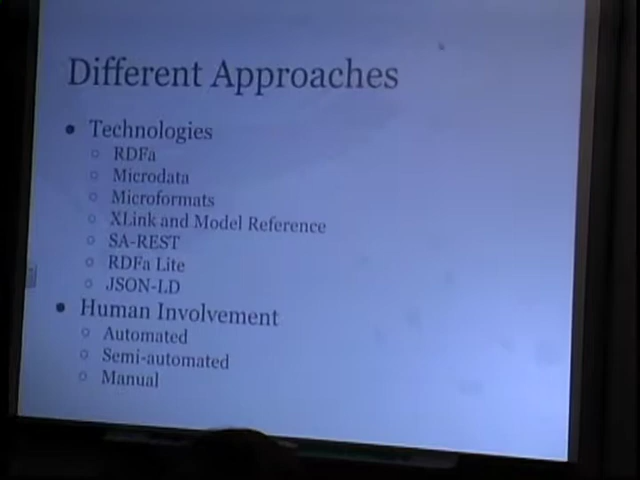 Different Approaches
• Technologies
○ RDFa
○ Microdata
○ Microformats
○ XLink and Model Reference
○ SA-REST
○ RDFa Lite
○ JSON-LD
• Human Involvement
○ Automated
○ Semi-automated
○ Manual